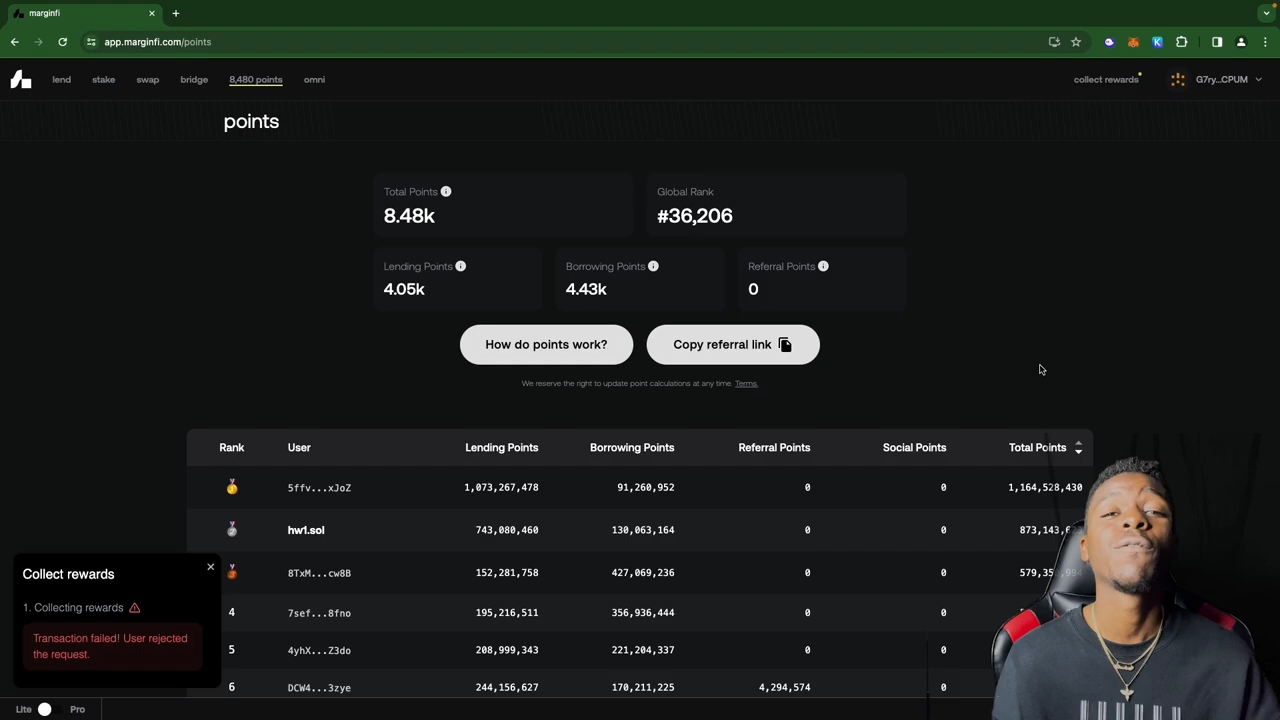 marginfi
app.marginfi.com/points
lend
stake
swap
bridge
8,480 points
omni
collect rewards
G7ry...CPUM
points
Total Points
8.48k
Global Rank
#36,206
Lending Points
4.05k
Borrowing Points
4.43k
Referral Points
0
How do points work?
Copy referral link
We reserve the right to update point calculations at any time. Terms.
Rank User Lending Points Borrowing Points Referral Points Social Points Total Points
5ffv...xJoZ 1,073,267,478 91,260,952 0 0 1,164,528,430
hw1.sol 743,080,460 130,063,164 0 0
8TxM...cw8B 152,281,758 427,069,236 0 0
4 7sef...8fno 195,216,511 356,936,444 0 0
5 4yhX...Z3do 208,999,343 221,204,337 0 0
6 DCW4...3zye 244,156,627 170,211,225 4,294,574 0
Collect rewards
1. Collecting rewards
Transaction failed! User rejected
the request.
Lite
Pro